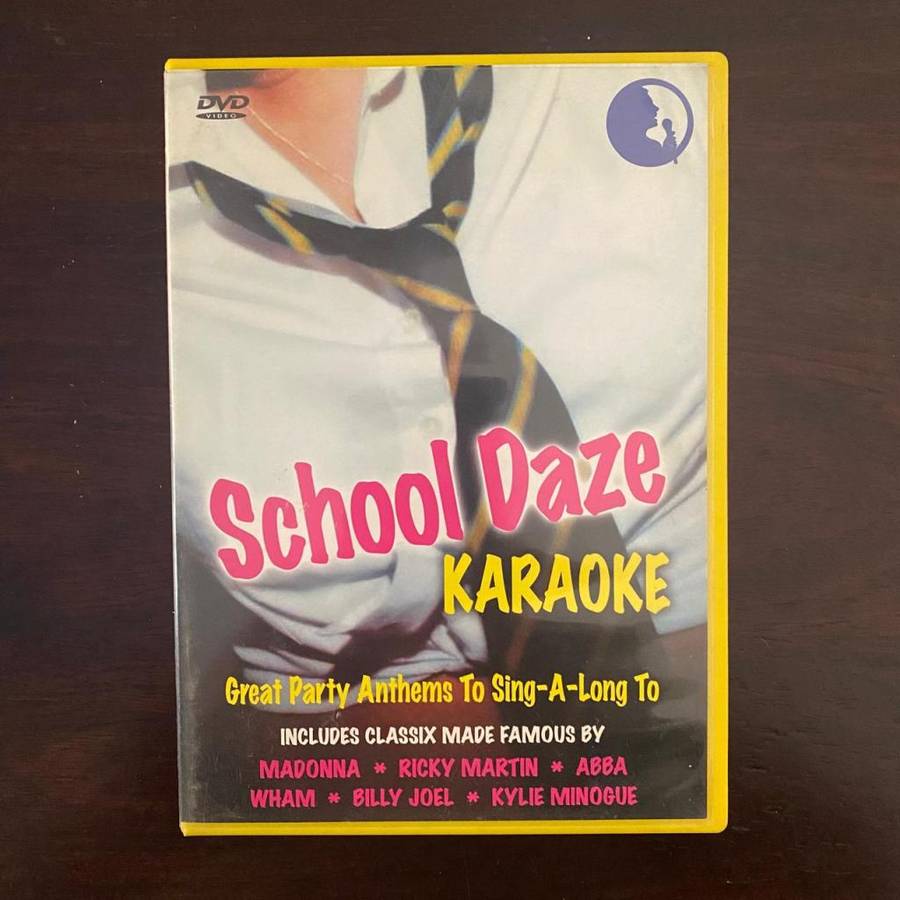 DVD
VIDEO
School Daze
KARAOKE
Great Party Anthems To Sing-A-Long To
INCLUDES CLASSIX MADE FAMOUS BY
MADONNA * RICKY MARTIN * ABBA
WHAM * BILLY JOEL * KYLIE MINOGUE